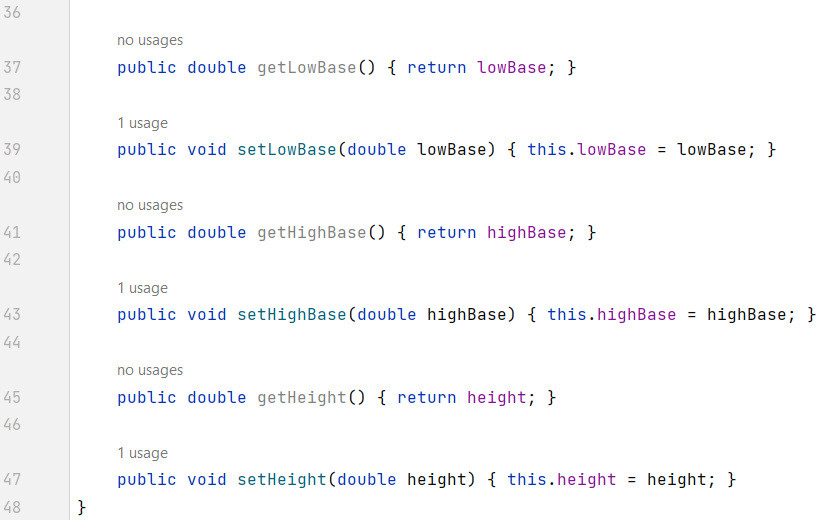 36
no usages
37 public double getLowBase() { return lowBase; }
38
1 usage
39 public void setLowBase(double lowBase) { this.lowBase = lowBase; }
40
no usages
41 public double getHighBase() { return highBase; }
42
1 usage
43 public void setHighBase(double highBase) { this.highBase = highBase; }
44
no usages
45 public double getHeight() { return height; }
46
1 usage
47 public void setHeight(double height) { this.height = height; }
48 }